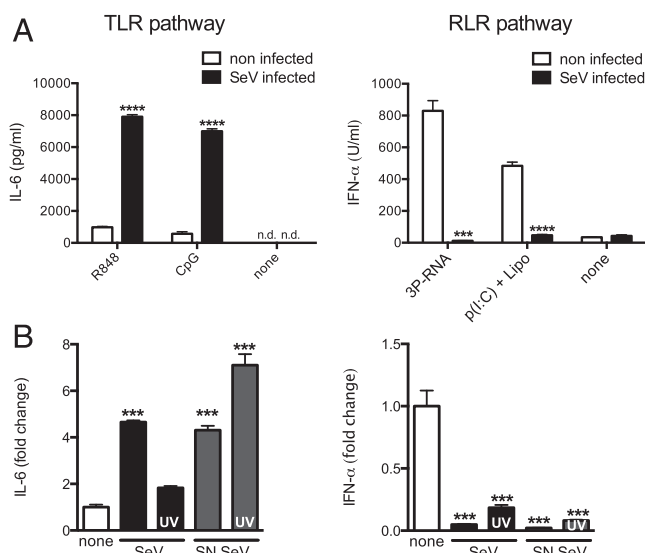 A
TLR pathway
non infected
SeV infected
10000
8000
6000
4000
2000
0
IL-6 (pg/ml)
****
****
n.d. n.d.
R848
CpG
none
RLR pathway
non infected
SeV infected
1000
800
600
400
200
0
IFN-α (U/ml)
***
****
3P-RNA
p(I:C) + Lipo
none
B
8
6
4
2
0
IL-6 (fold change)
***
***
***
UV
UV
none
SeV
SN SeV
1.5
1.0
0.5
0.0
IFN-α (fold change)
***
***
***
***
UV
UV
none
SeV
SN SeV